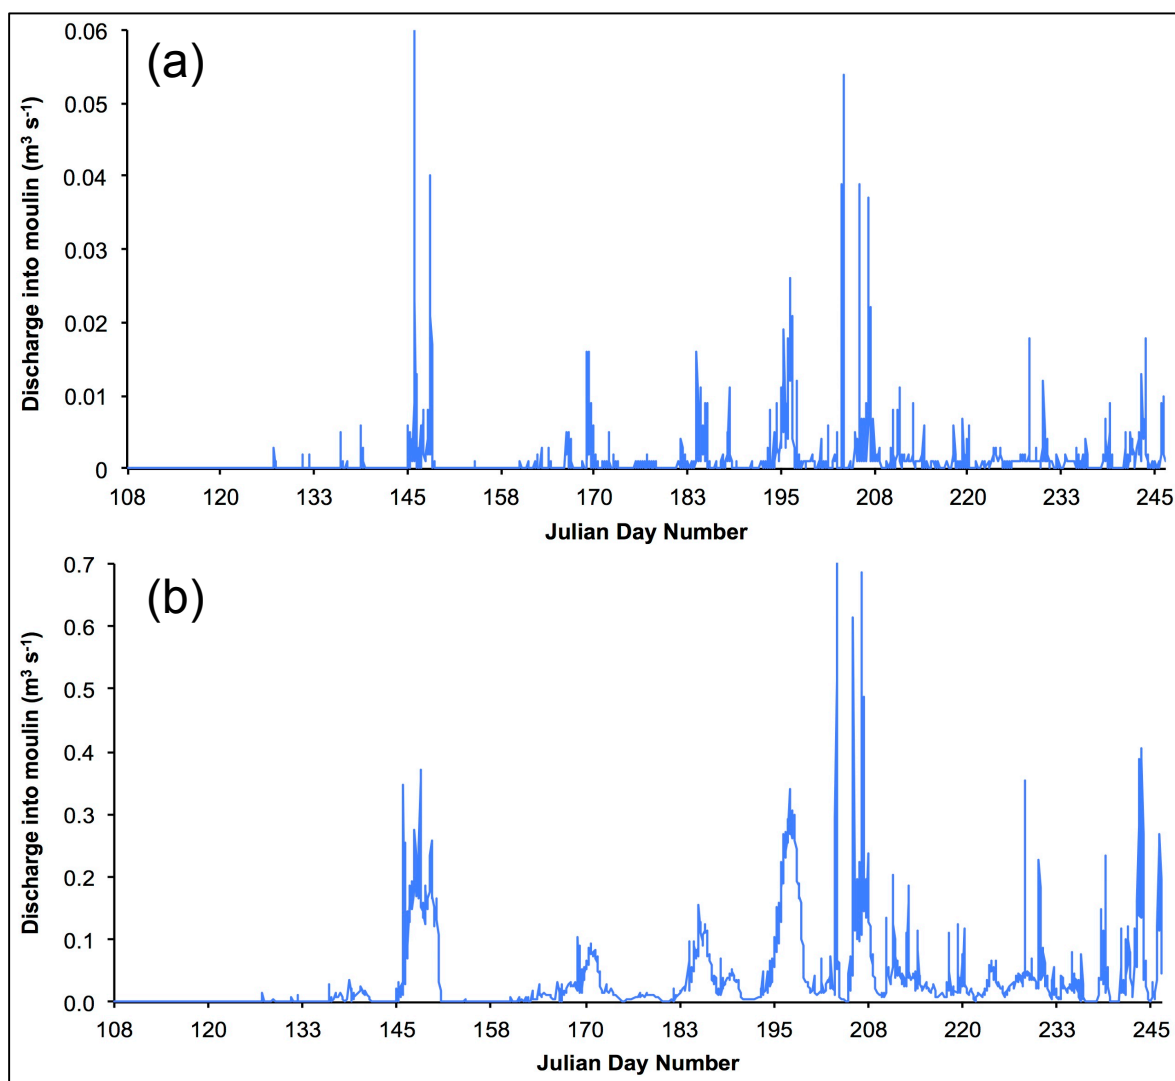 (a)
Discharge into moulin (m³ s⁻¹)
0.06
0.05
0.04
0.03
0.02
0.01
0
108 120 133 145 158 170 183 195 208 220 233 245
Julian Day Number
(b)
Discharge into moulin (m³ s⁻¹)
0.7
0.6
0.5
0.4
0.3
0.2
0.1
0.0
108 120 133 145 158 170 183 195 208 220 233 245
Julian Day Number